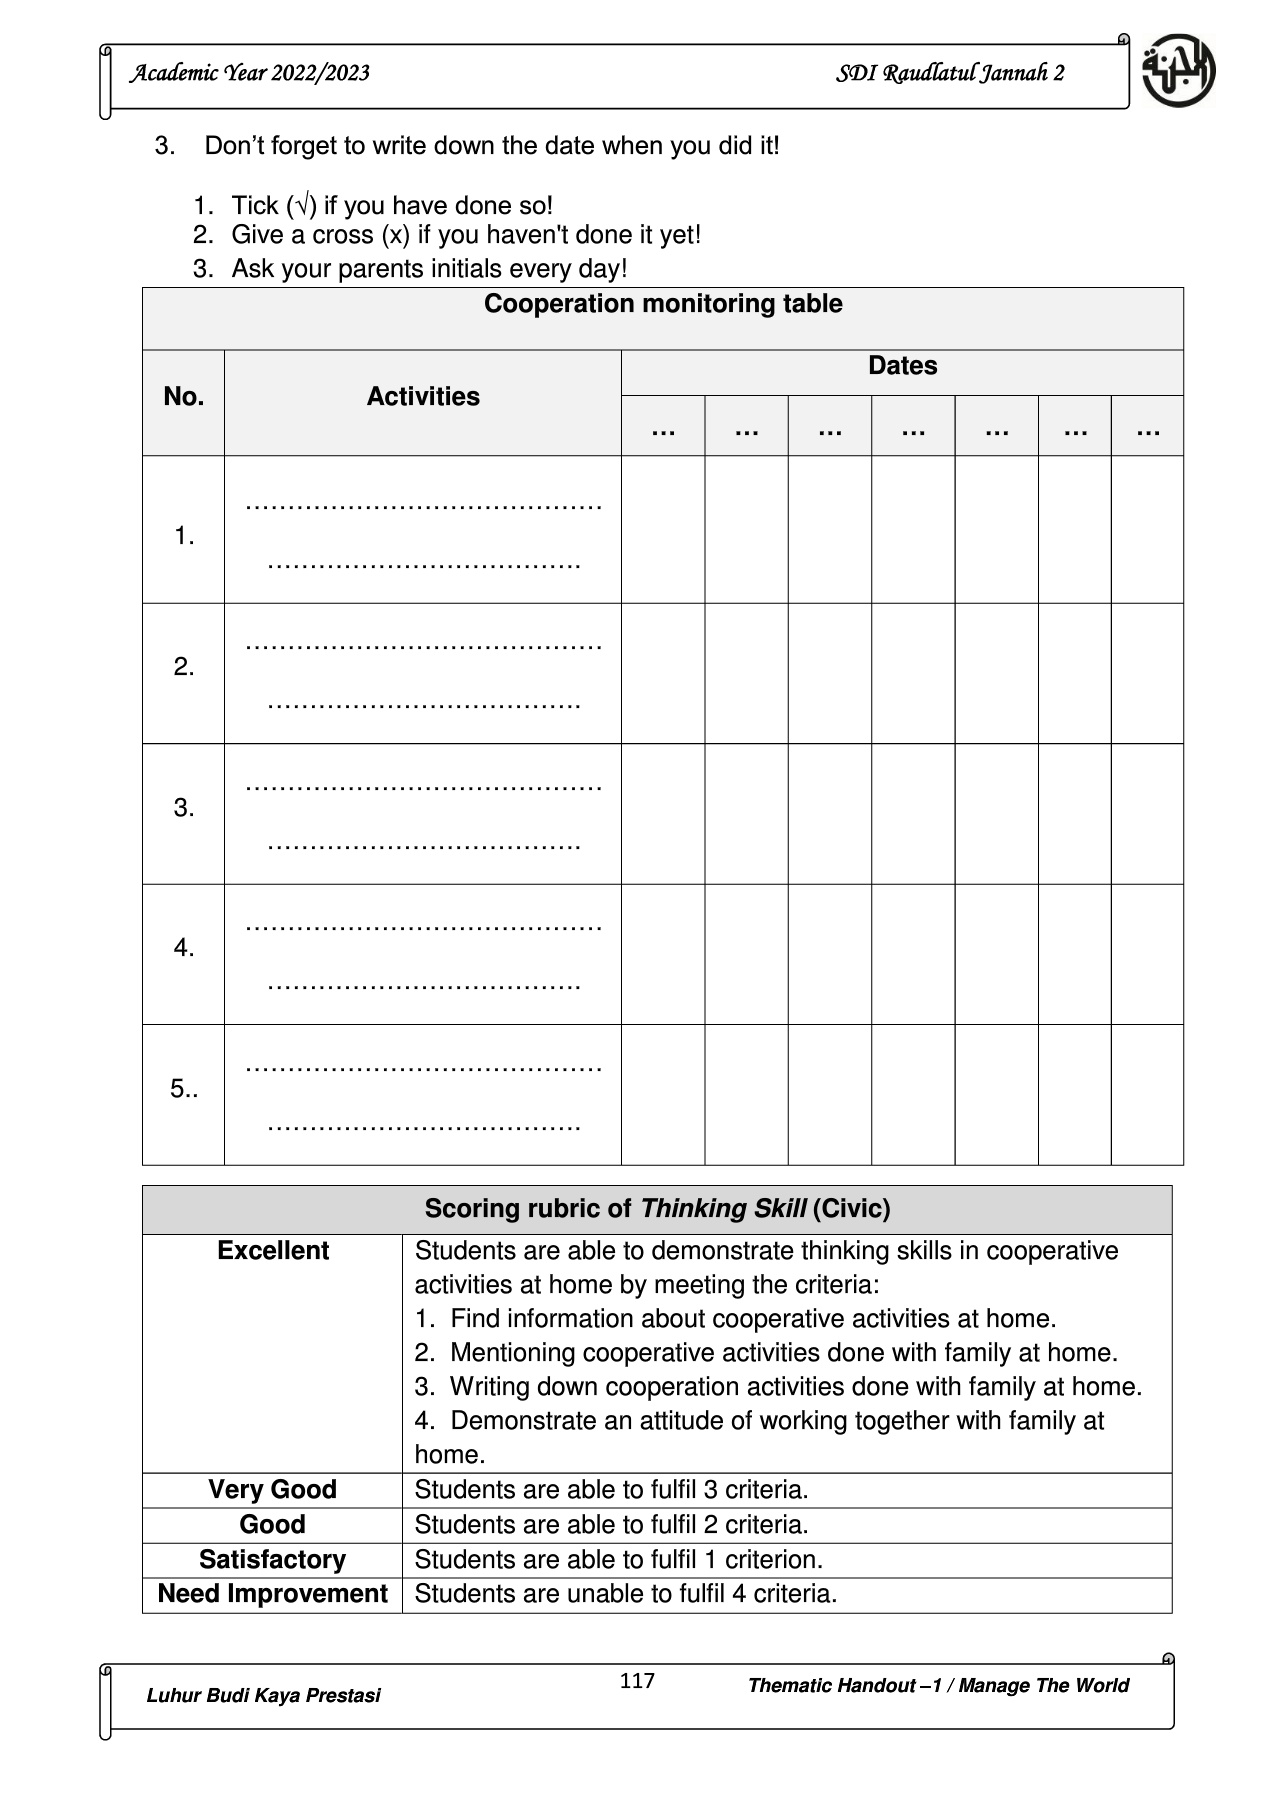 Academic Year 2022/2023 SDI Raudlatul Jannah 2
3. Don’t forget to write down the date when you did it!
1. Tick (√) if you have done so!
2. Give a cross (x) if you haven't done it yet!
3. Ask your parents initials every day!
Cooperation monitoring table
No. Activities Dates
... ... ... ... ... ... ...
1. ……………………………………
……………………………….
2. ……………………………………
……………………………….
3. ……………………………………
……………………………….
4. ……………………………………
……………………………….
5.. ……………………………………
……………………………….
Scoring rubric of Thinking Skill (Civic)
Excellent Students are able to demonstrate thinking skills in cooperative
activities at home by meeting the criteria:
1. Find information about cooperative activities at home.
2. Mentioning cooperative activities done with family at home.
3. Writing down cooperation activities done with family at home.
4. Demonstrate an attitude of working together with family at
home.
Very Good Students are able to fulfil 3 criteria.
Good Students are able to fulfil 2 criteria.
Satisfactory Students are able to fulfil 1 criterion.
Need Improvement Students are unable to fulfil 4 criteria.
Luhur Budi Kaya Prestasi 117 Thematic Handout –1 / Manage The World